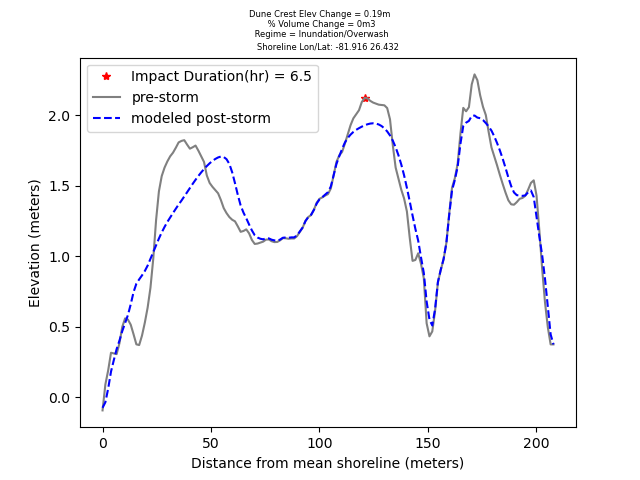 Dune Crest Elev Change = 0.19m
% Volume Change = 0m3
Regime = Inundation/Overwash
Shoreline Lon/Lat: -81.916 26.432
Impact Duration(hr) = 6.5
pre-storm
modeled post-storm
2.0
1.5
1.0
0.5
0.0
Elevation (meters)
0 50 100 150 200
Distance from mean shoreline (meters)